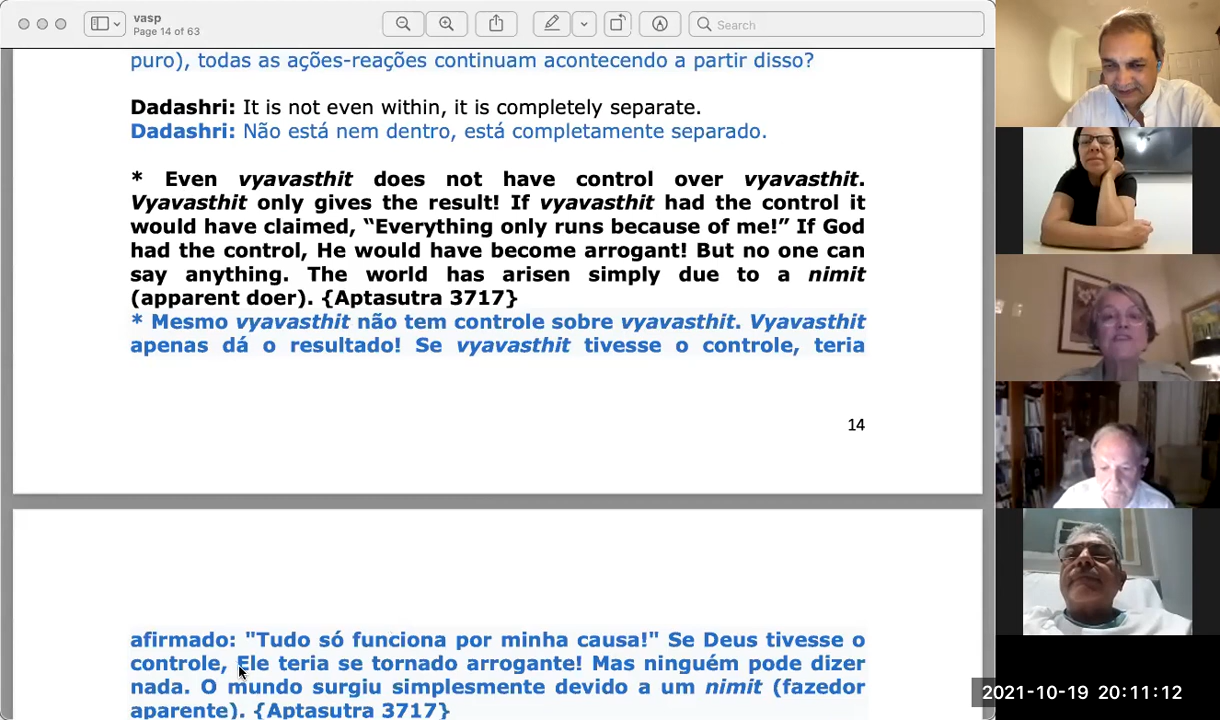 vasp
Page 14 of 63
Search
puro), todas as ações-reações continuam acontecendo a partir disso?
Dadashri: It is not even within, it is completely separate.
Dadashri: Não está nem dentro, está completamente separado.
* Even vyavasthit does not have control over vyavasthit.
Vyavasthit only gives the result! If vyavasthit had the control it
would have claimed, “Everything only runs because of me!” If God
had the control, He would have become arrogant! But no one can
say anything. The world has arisen simply due to a nimit
(apparent doer). {Aptasutra 3717}
* Mesmo vyavasthit não tem controle sobre vyavasthit. Vyavasthit
apenas dá o resultado! Se vyavasthit tivesse o controle, teria
14
afirmado: "Tudo só funciona por minha causa!" Se Deus tivesse o
controle, Ele teria se tornado arrogante! Mas ninguém pode dizer
nada. O mundo surgiu simplesmente devido a um nimit (fazedor
aparente). {Aptasutra 3717}
2021-10-19 20:11:12